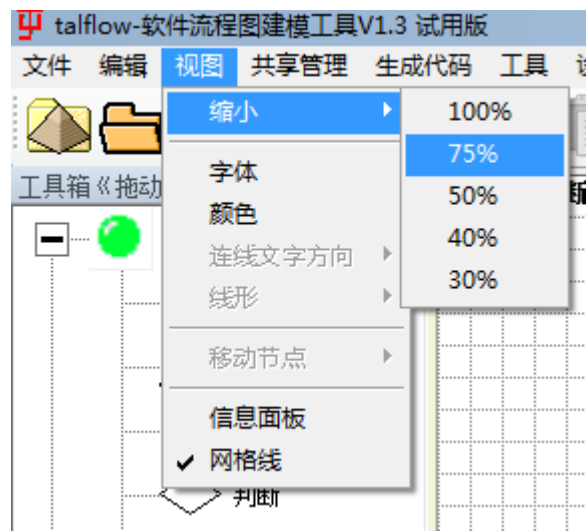 talflow-软件流程图建模工具V1.3 试用版
文件 编辑 视图 共享管理 生成代码 工具
缩小
100%
75%
50%
40%
30%
字体
颜色
连线文字方向
线形
移动节点
信息面板
网格线
工具箱《拖动
判断